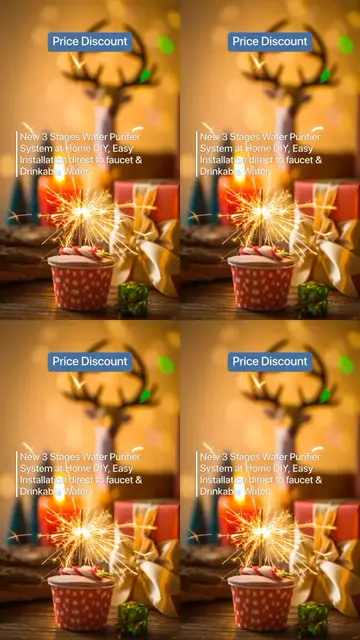 Price Discount
Price Discount
New 3 Stages Water Purifier
System at Home DIY, Easy
Installation direct to faucet &
Drinkable Water
New 3 Stages Water Purifier
System at Home DIY, Easy
Installation direct to faucet &
Drinkable Water
Price Discount
Price Discount
New 3 Stages Water Purifier
System at Home DIY, Easy
Installation direct to faucet &
Drinkable Water
New 3 Stages Water Purifier
System at Home DIY, Easy
Installation direct to faucet &
Drinkable Water